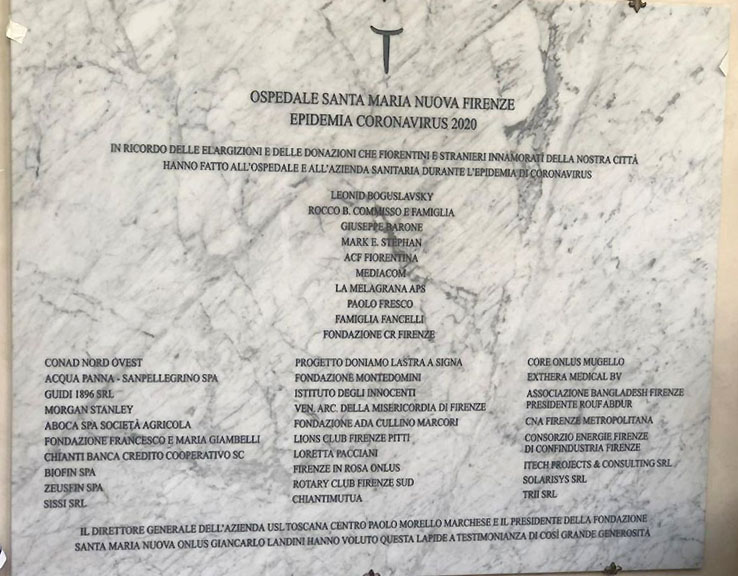 OSPEDALE SANTA MARIA NUOVA FIRENZE
EPIDEMIA CORONAVIRUS 2020
IN RICORDO DELLE ELARGIZIONI E DELLE DONAZIONI CHE FIORENTINI E STRANIERI INNAMORATI DELLA NOSTRA CITTÀ
HANNO FATTO ALL'OSPEDALE E ALL'AZIENDA SANITARIA DURANTE L'EPIDEMIA DI CORONAVIRUS
LEONID BOGUSLAVSKY
ROCCO B. COMMISSO E FAMIGLIA
GIUSEPPE BARONE
MARK E. STEPHAN
ACF FIORENTINA
MEDIACOM
LA MELAGRANA APS
PAOLO FRESCO
FAMIGLIA FANCELLI
FONDAZIONE CR FIRENZE
CONAD NORD OVEST
ACQUA PANNA - SANPELLEGRINO SPA
GUIDI 1896 SRL
MORGAN STANLEY
ABOCA SPA SOCIETÀ AGRICOLA
FONDAZIONE FRANCESCO E MARIA GIAMBELLI
CHIANTI BANCA CREDITO COOPERATIVO SC
BIOFIN SPA
ZEUSFIN SPA
SISSI SRL
PROGETTO DONIAMO LASTRA A SIGNA
FONDAZIONE MONTEDOMINI
ISTITUTO DEGLI INNOCENTI
VEN. ARC. DELLA MISERICORDIA DI FIRENZE
FONDAZIONE ADA CULLINO MARCORI
LIONS CLUB FIRENZE PITTI
LORETTA PACCIANI
FIRENZE IN ROSA ONLUS
ROTARY CLUB FIRENZE SUD
CHIANTIMUTUA
CORE ONLUS MUGELLO
EXTHERA MEDICAL BV
ASSOCIAZIONE BANGLADESH FIRENZE
PRESIDENTE ROUF ABDUR
CNA FIRENZE METROPOLITANA
CONSORZIO ENERGIE FIRENZE
DI CONFINDUSTRIA FIRENZE
ITECH PROJECTS & CONSULTING SRL
SOLARISYS SRL
TRII SRL
IL DIRETTORE GENERALE DELL'AZIENDA USL TOSCANA CENTRO PAOLO MORELLO MARCHESE E IL PRESIDENTE DELLA FONDAZIONE
SANTA MARIA NUOVA ONLUS GIANCARLO LANDINI HANNO VOLUTO QUESTA LAPIDE A TESTIMONIANZA DI COSÌ GRANDE GENEROSITÀ